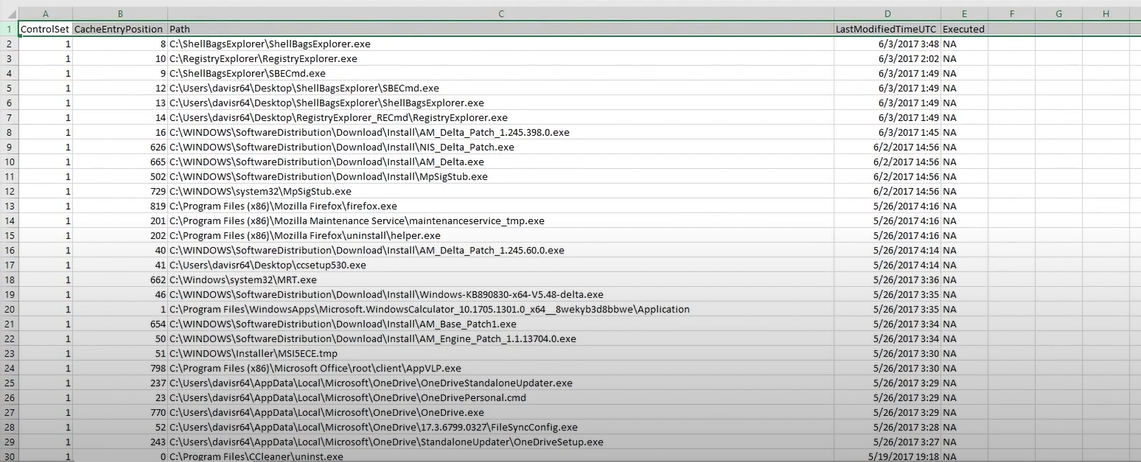 A B C D E F G H
1 ControlSet CacheEntryPosition Path LastModifiedTimeUTC Executed
2 1 8 C:\ShellBagsExplorer\ShellBagsExplorer.exe 6/3/2017 3:48 NA
3 1 10 C:\RegistryExplorer\RegistryExplorer.exe 6/3/2017 2:02 NA
4 1 9 C:\ShellBagsExplorer\SBECmd.exe 6/3/2017 1:49 NA
5 1 12 C:\Users\davisr64\Desktop\ShellBagsExplorer\SBECmd.exe 6/3/2017 1:49 NA
6 1 13 C:\Users\davisr64\Desktop\ShellBagsExplorer\ShellBagsExplorer.exe 6/3/2017 1:49 NA
7 1 14 C:\Users\davisr64\Desktop\RegistryExplorer_RECmd\RegistryExplorer.exe 6/3/2017 1:49 NA
8 1 16 C:\WINDOWS\SoftwareDistribution\Download\Install\AM_Delta_Patch_1.245.398.0.exe 6/3/2017 1:45 NA
9 1 626 C:\WINDOWS\SoftwareDistribution\Download\Install\NIS_Delta_Patch.exe 6/2/2017 14:56 NA
10 1 665 C:\WINDOWS\SoftwareDistribution\Download\Install\AM_Delta.exe 6/2/2017 14:56 NA
11 1 502 C:\WINDOWS\SoftwareDistribution\Download\Install\MpSigStub.exe 6/2/2017 14:56 NA
12 1 729 C:\WINDOWS\system32\MpSigStub.exe 6/2/2017 14:56 NA
13 1 819 C:\Program Files (x86)\Mozilla Firefox\firefox.exe 5/26/2017 4:16 NA
14 1 201 C:\Program Files (x86)\Mozilla Maintenance Service\maintenanceservice_tmp.exe 5/26/2017 4:16 NA
15 1 202 C:\Program Files (x86)\Mozilla Firefox\uninstall\helper.exe 5/26/2017 4:16 NA
16 1 40 C:\WINDOWS\SoftwareDistribution\Download\Install\AM_Delta_Patch_1.245.60.0.exe 5/26/2017 4:14 NA
17 1 41 C:\Users\davisr64\Desktop\ccsetup530.exe 5/26/2017 4:14 NA
18 1 662 C:\Windows\system32\MRT.exe 5/26/2017 3:36 NA
19 1 46 C:\WINDOWS\SoftwareDistribution\Download\Install\Windows-KB890830-x64-V5.48-delta.exe 5/26/2017 3:35 NA
20 1 1 C:\Program Files\WindowsApps\Microsoft.WindowsCalculator_10.1705.1301.0_x64__8wekyb3d8bbwe\Application 5/26/2017 3:35 NA
21 1 654 C:\WINDOWS\SoftwareDistribution\Download\Install\AM_Base_Patch1.exe 5/26/2017 3:34 NA
22 1 50 C:\WINDOWS\SoftwareDistribution\Download\Install\AM_Engine_Patch_1.1.13704.0.exe 5/26/2017 3:34 NA
23 1 51 C:\WINDOWS\Installer\MSI5ECE.tmp 5/26/2017 3:30 NA
24 1 798 C:\Program Files (x86)\Microsoft Office\root\client\AppVLP.exe 5/26/2017 3:30 NA
25 1 237 C:\Users\davisr64\AppData\Local\Microsoft\OneDrive\OneDriveStandaloneUpdater.exe 5/26/2017 3:29 NA
26 1 23 C:\Users\davisr64\AppData\Local\Microsoft\OneDrive\OneDrivePersonal.cmd 5/26/2017 3:29 NA
27 1 770 C:\Users\davisr64\AppData\Local\Microsoft\OneDrive\OneDrive.exe 5/26/2017 3:29 NA
28 1 52 C:\Users\davisr64\AppData\Local\Microsoft\OneDrive\17.3.6799.0327\FileSyncConfig.exe 5/26/2017 3:28 NA
29 1 243 C:\Users\davisr64\AppData\Local\Microsoft\OneDrive\StandaloneUpdater\OneDriveSetup.exe 5/26/2017 3:27 NA
30 1 0 C:\Program Files\CCleaner\uninst.exe 5/19/2017 19:18 NA